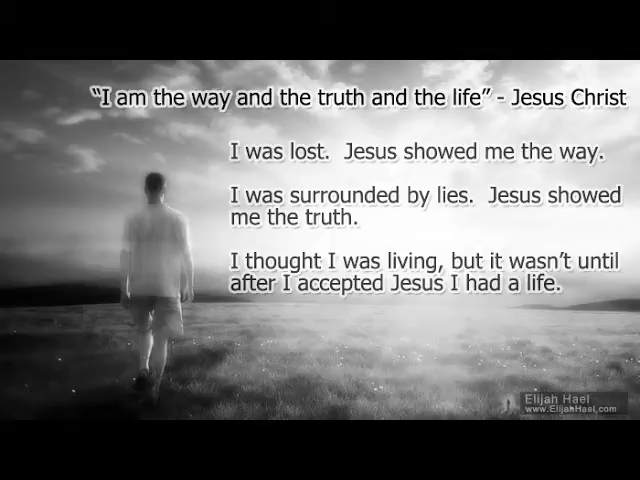 “I am the way and the truth and the life” - Jesus Christ
I was lost.  Jesus showed me the way.
I was surrounded by lies.  Jesus showed
me the truth.
I thought I was living, but it wasn’t until
after I accepted Jesus I had a life.
Elijah Hael
www.ElijahHael.com